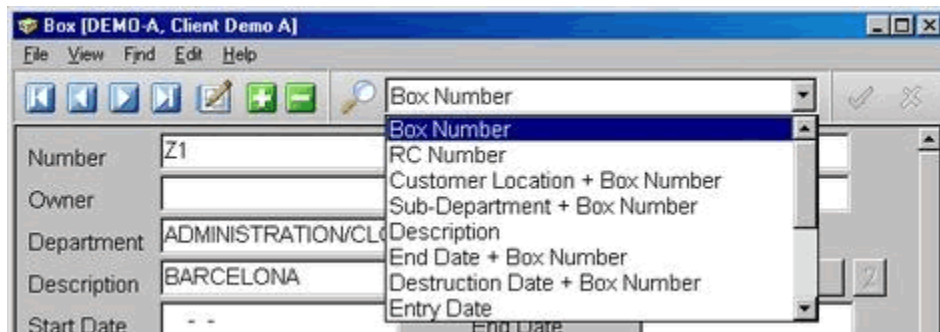 Box [DEMO-A, Client Demo A]
File View Find Edit Help
Box Number
Box Number
RC Number
Customer Location + Box Number
Sub-Department + Box Number
Description
End Date + Box Number
Destruction Date + Box Number
Entry Date
Number Z1
Owner
Department ADMINISTRATION/CLO
Description BARCELONA
2
Start Date - -
End Date